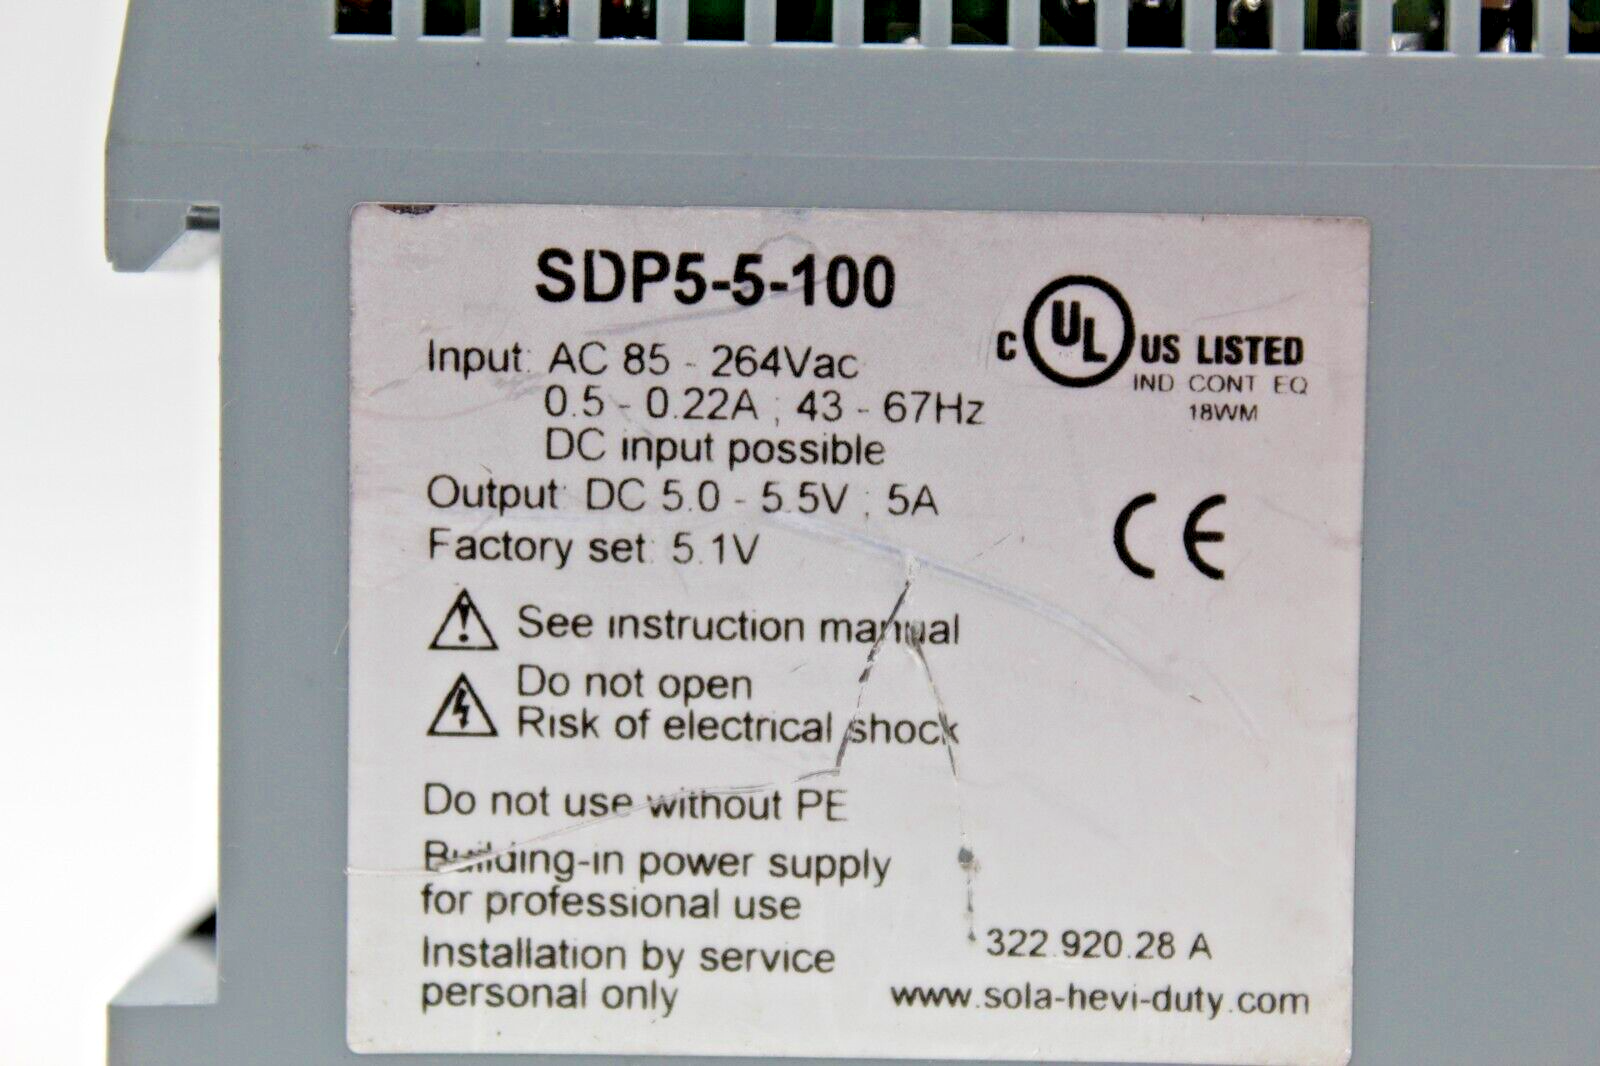 SDP5-5-100
Input: AC 85 - 264Vac
0.5 - 0.22A ; 43 - 67Hz
DC input possible
Output: DC 5.0 - 5.5V ; 5A
Factory set: 5.1V
C UL US LISTED
IND CONT EQ
18WM
CE
See instruction manual
Do not open
Risk of electrical shock
Do not use without PE
Building-in power supply
for professional use
Installation by service
personal only
322.920.28 A
www.sola-hevi-duty.com